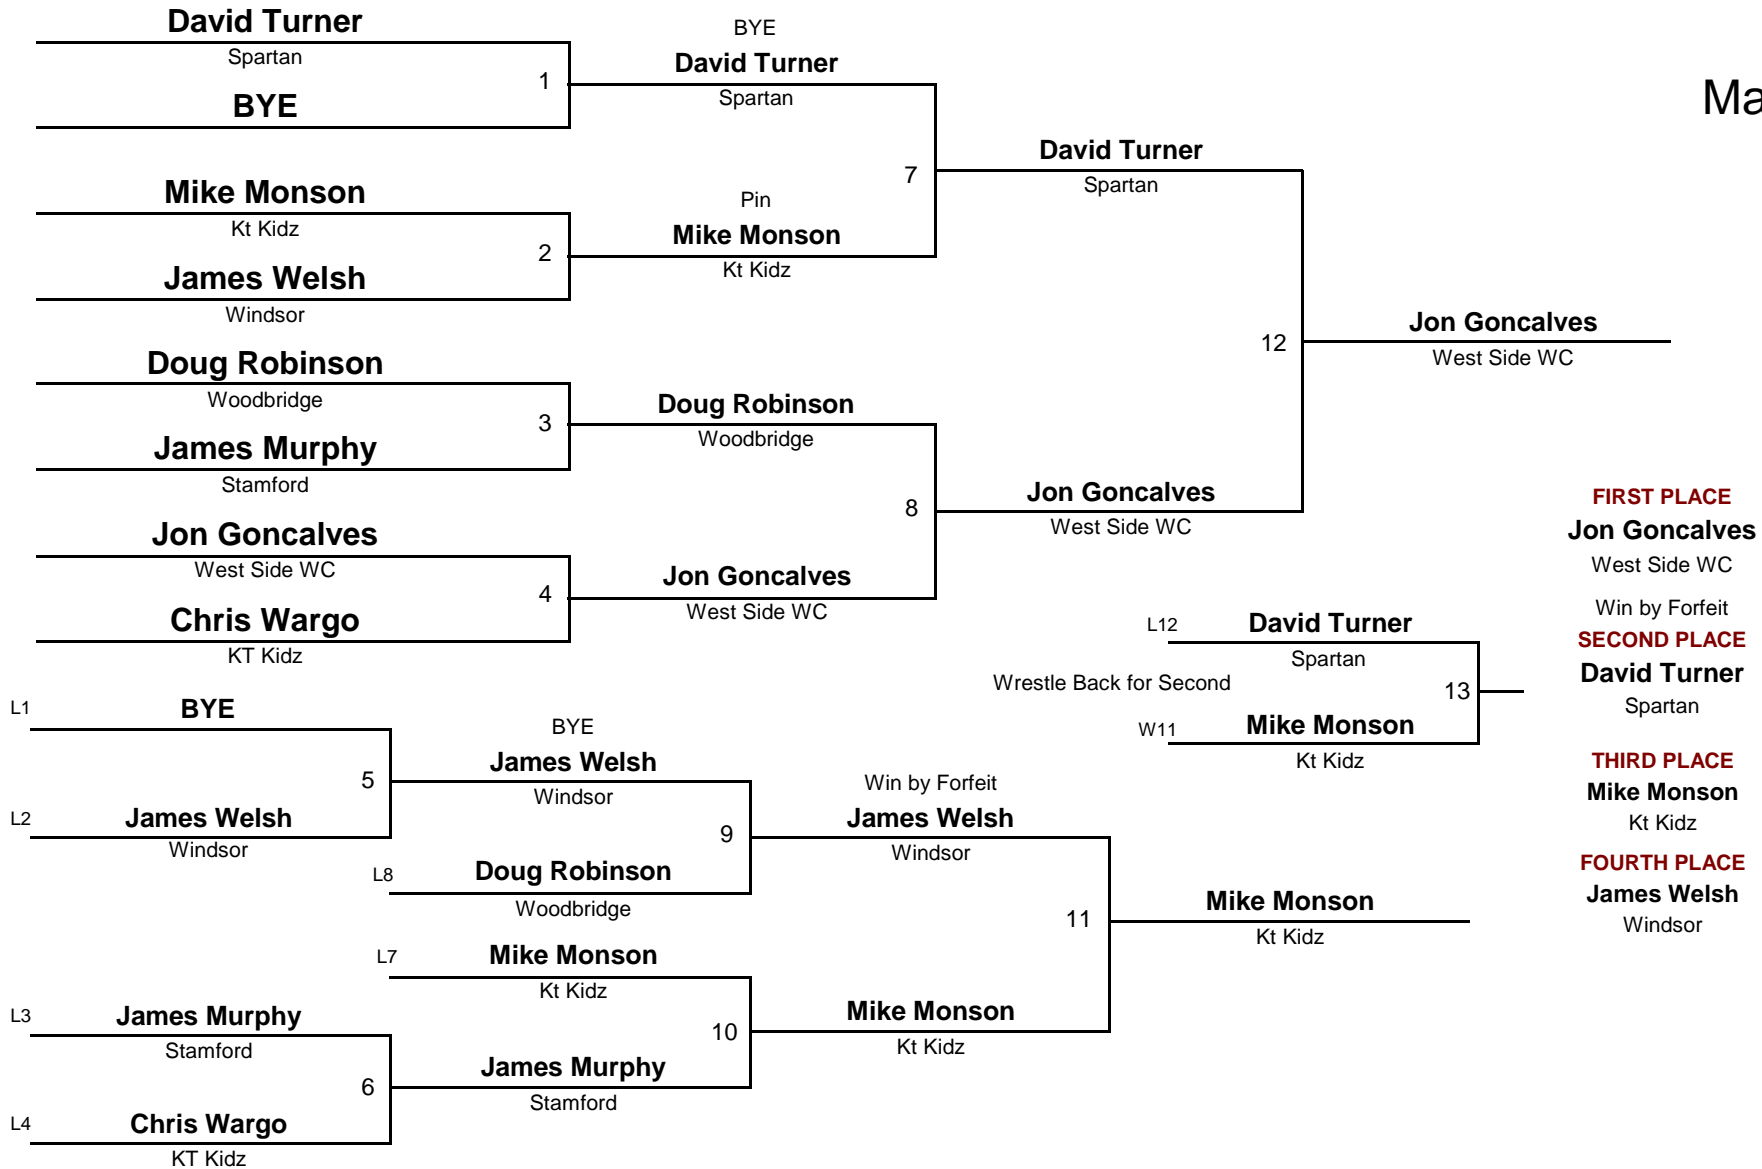 David Turner
Spartan
1
BYE
Mike Monson
Kt Kidz
2
James Welsh
Windsor
Doug Robinson
Woodbridge
3
James Murphy
Stamford
Jon Goncalves
West Side WC
4
Chris Wargo
KT Kidz
BYE
David Turner
Spartan
7
Pin
Mike Monson
Kt Kidz
Doug Robinson
Woodbridge
8
Jon Goncalves
West Side WC
David Turner
Spartan
12
Jon Goncalves
West Side WC
Jon Goncalves
West Side WC
Ma
FIRST PLACE
Jon Goncalves
West Side WC
Win by Forfeit
SECOND PLACE
David Turner
Spartan
THIRD PLACE
Mike Monson
Kt Kidz
FOURTH PLACE
James Welsh
Windsor
L12 David Turner
Spartan
Wrestle Back for Second 13
W11 Mike Monson
Kt Kidz
L1 BYE
5
L2 James Welsh
Windsor
BYE
James Welsh
Windsor
9
L8 Doug Robinson
Woodbridge
L7 Mike Monson
Kt Kidz
10
L3 James Murphy
Stamford
6
L4 Chris Wargo
KT Kidz
James Murphy
Stamford
Win by Forfeit
James Welsh
Windsor
11
Mike Monson
Kt Kidz
Mike Monson
Kt Kidz